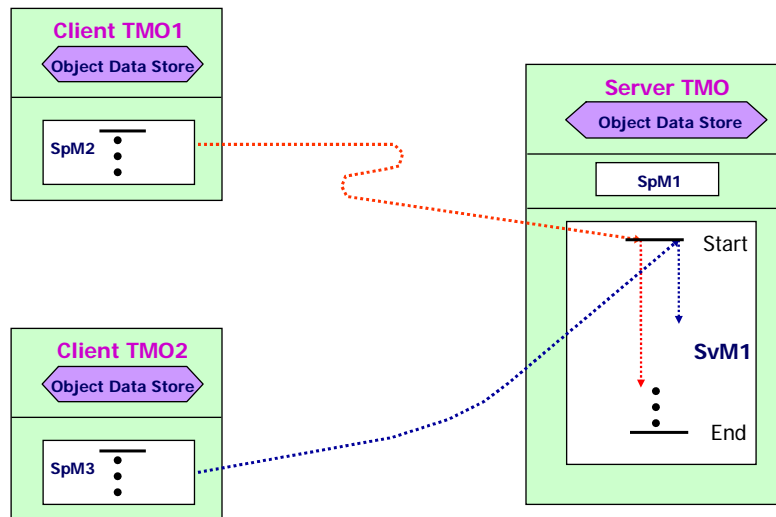 Client TMO1
Object Data Store
SpM2
Server TMO
Object Data Store
SpM1
Start
SvM1
End
Client TMO2
Object Data Store
SpM3